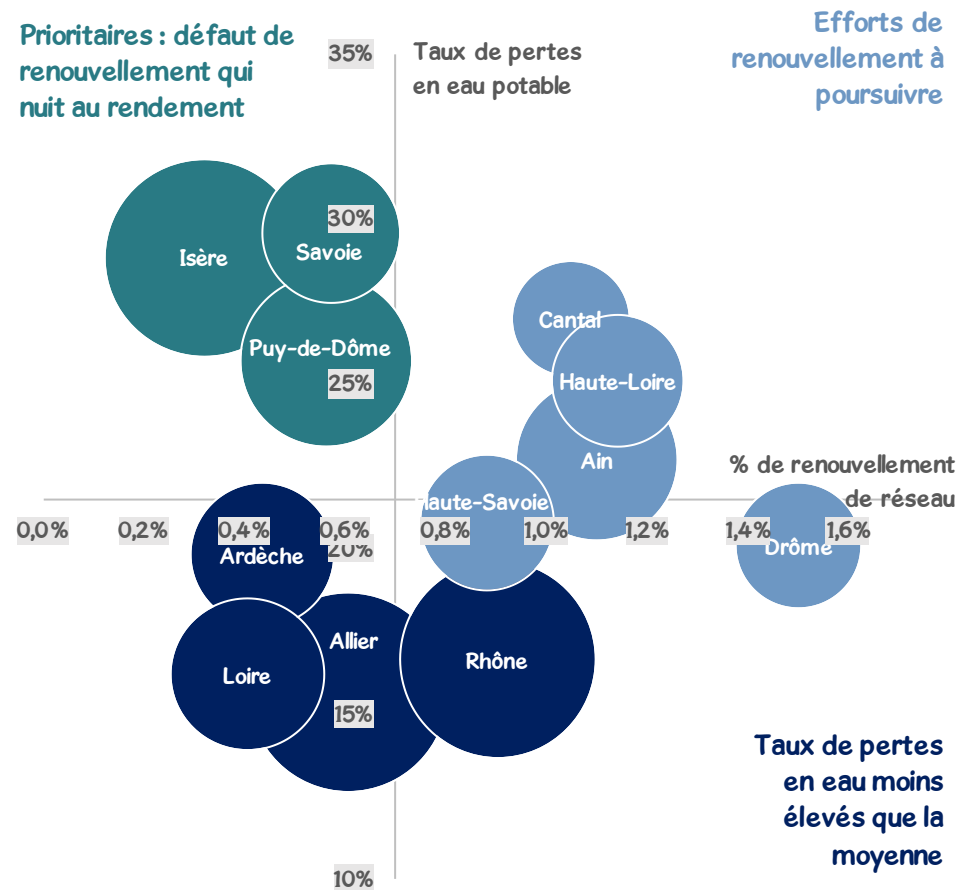 Prioritaires : défaut de
renouvellement qui
nuit au rendement
35%
Taux de pertes
en eau potable
Efforts de
renouvellement à
poursuivre
30%
Isère
Savoie
Cantal
Puy-de-Dôme
25%
Haute-Loire
Ain
% de renouvellement
de réseau
Haute-Savoie
0,0%
0,2%
0,4%
0,6%
0,8%
1,0%
1,2%
1,4%
1,6%
20%
Ardèche
Drôme
Allier
Loire
Rhône
15%
Taux de pertes
en eau moins
élevés que la
moyenne
10%